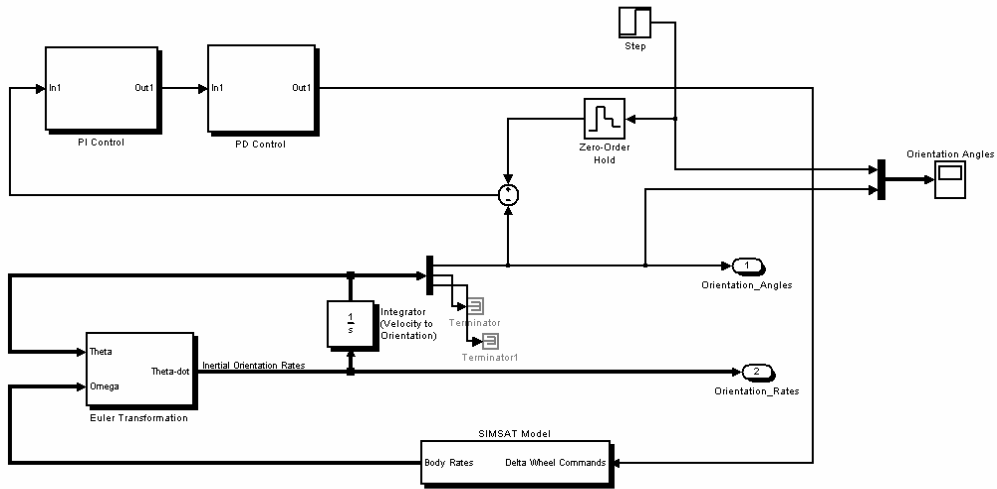 Step
In1
Out1
PI Control
In1
Out1
PD Control
Zero-Order
Hold
Orientation Angles
+
-
1
Orientation_Angles
1
s
Integrator
(Velocity to
Orientation)
Terminator
Terminator1
Theta
Omega
Theta-dot
Euler Transformation
Inertial Orientation Rates
2
Orientation_Rates
SIMSAT Model
Body Rates
Delta Wheel Commands